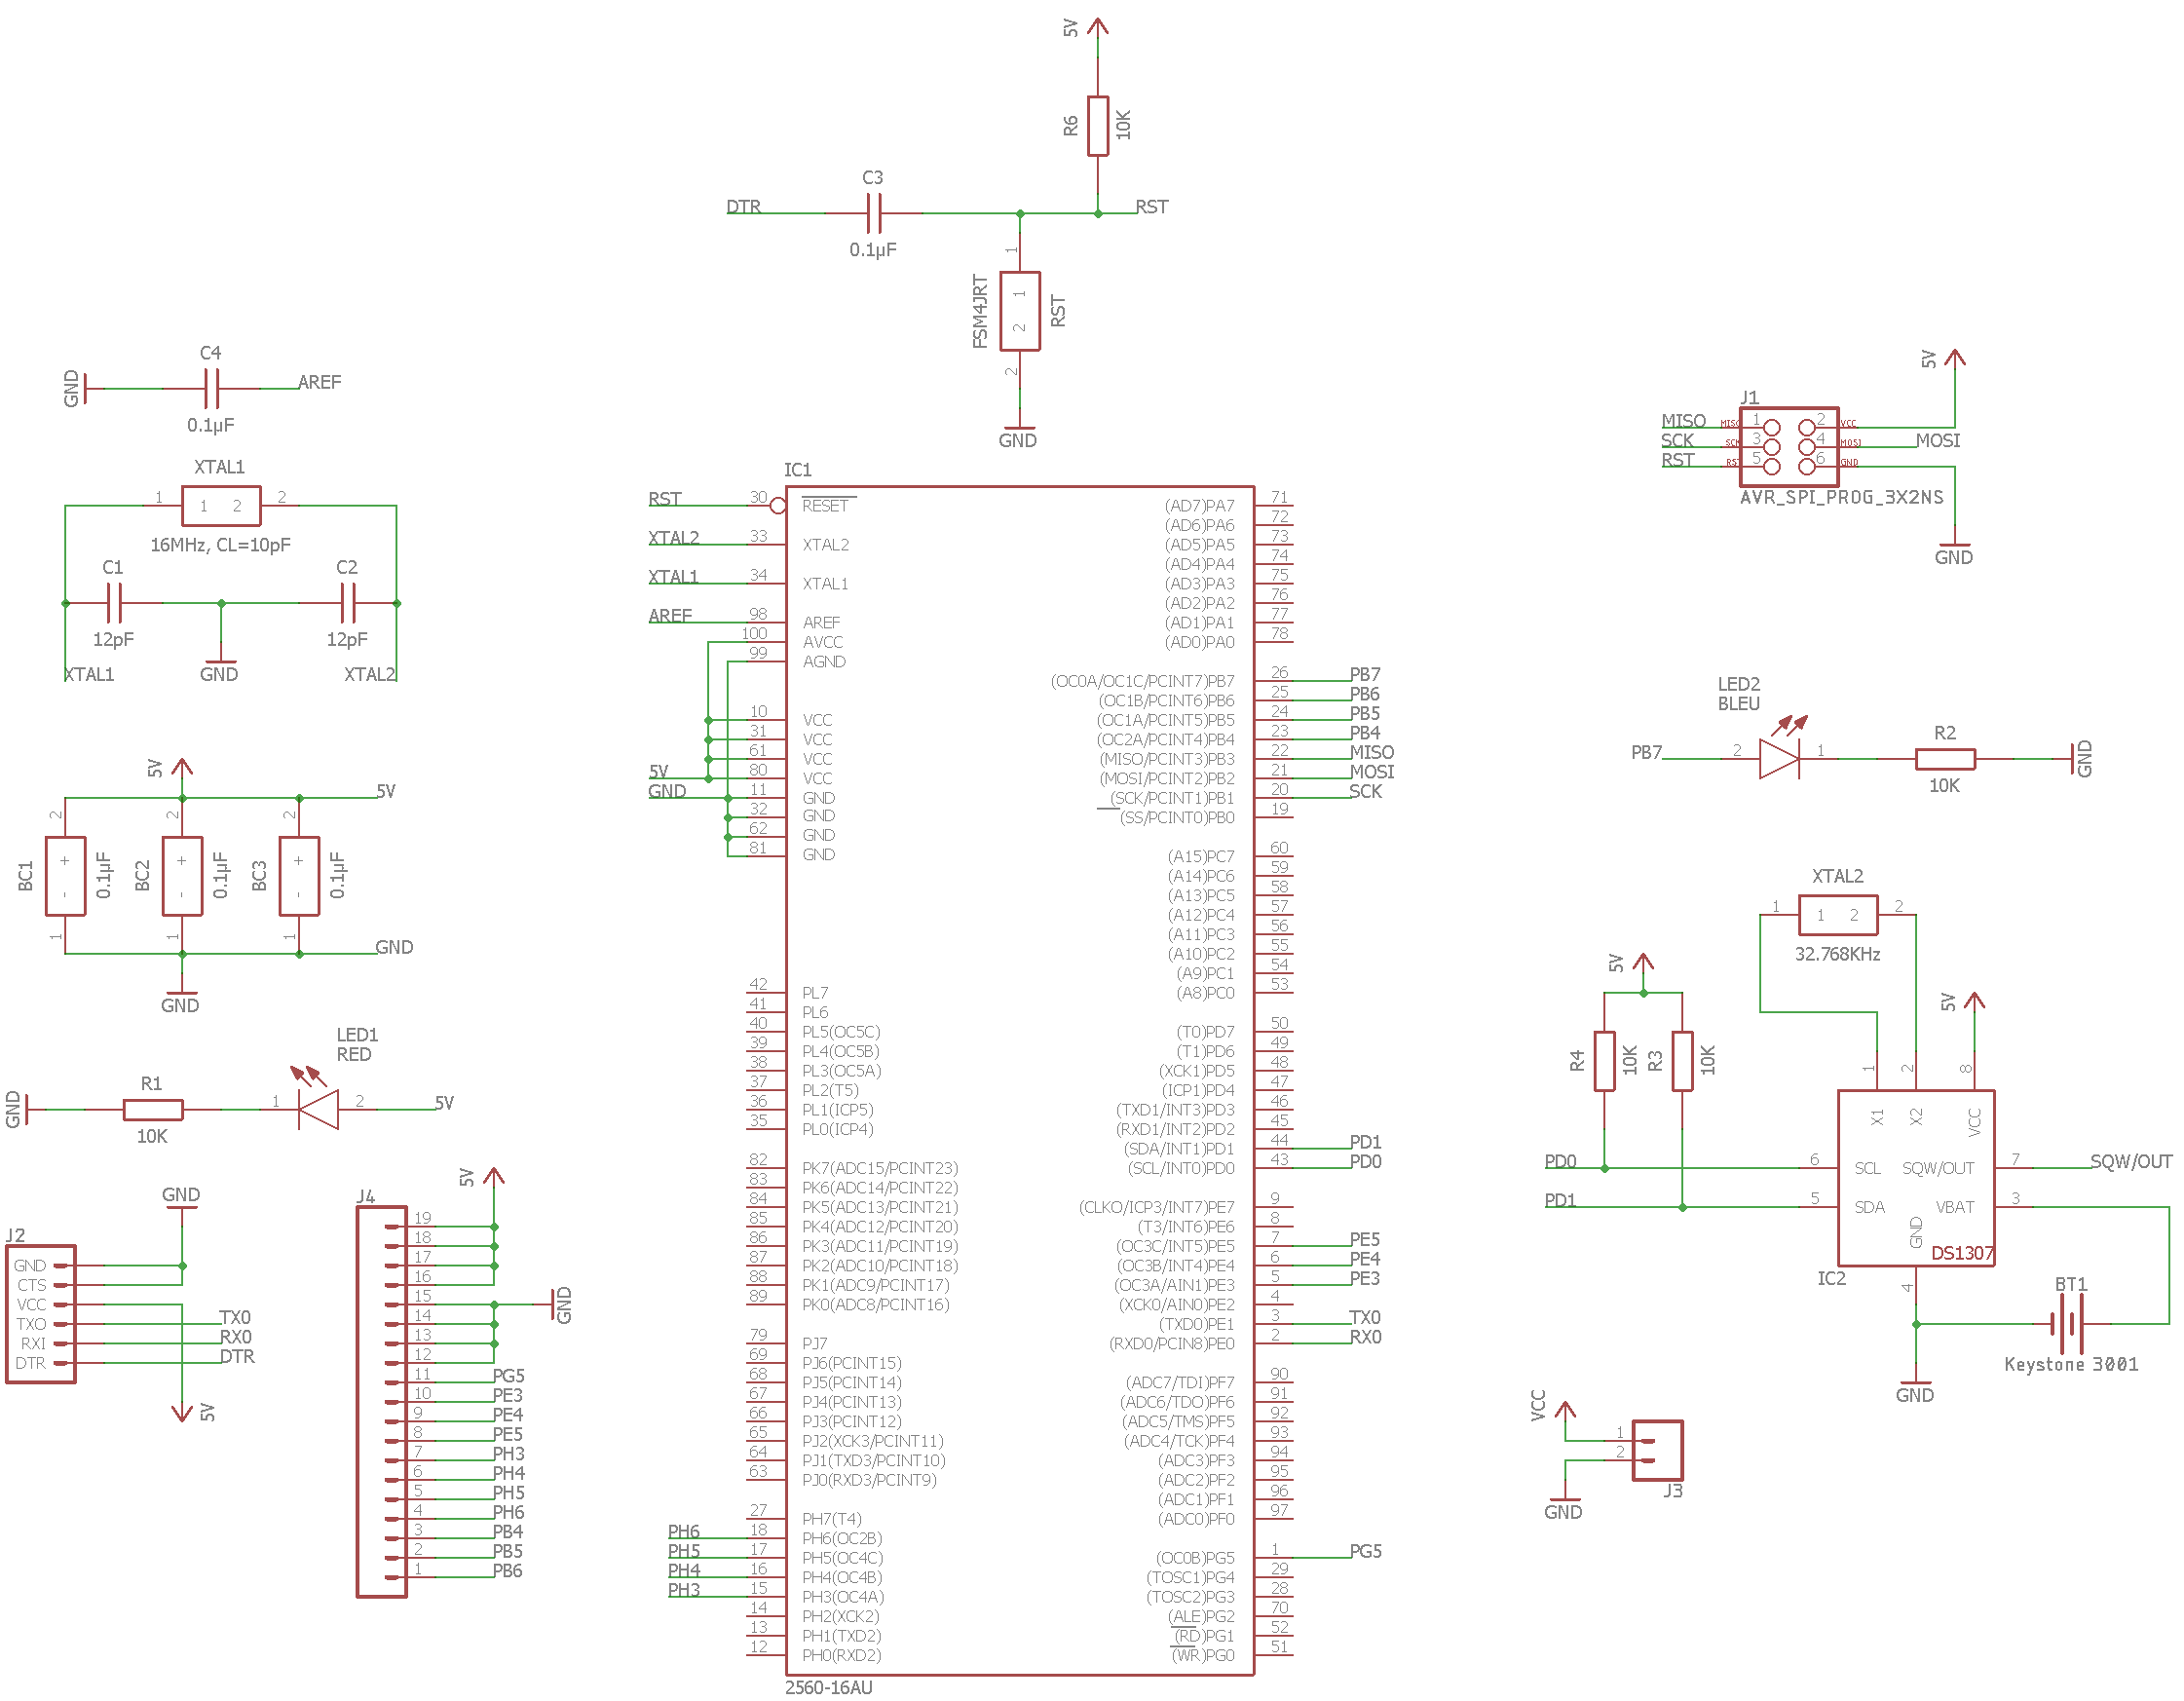 5V
R6
10K
DTR
C3
0.1µF
RST
1
FSM4JRT
1
2
RST
2
GND
C4
GND
AREF
0.1µF
XTAL1
1
1 2
2
16MHz, CL=10pF
C1
C2
12pF
12pF
XTAL1
GND
XTAL2
5V
5V
2
2
2
BC1
+
-
0.1µF
BC2
+
-
0.1µF
BC3
+
-
0.1µF
1
1
1
GND
GND
LED1
RED
GND
R1
10K
1
2
5V
GND
J2
GND
CTS
VCC
TXO
RXI
DTR
TX0
RX0
DTR
5V
J4
5V
19
18
17
16
15
GND
14
13
12
11 PG5
10 PE3
9 PE4
8 PE5
7 PH3
6 PH4
5 PH5
4 PH6
3 PB4
2 PB5
1 PB6
IC1
RST 30 RESET
XTAL2 33 XTAL2
XTAL1 34 XTAL1
AREF 98 AREF
100 AVCC
99 AGND
10 VCC
31 VCC
61 VCC
5V 80 VCC
GND 11 GND
32 GND
62 GND
81 GND
42 PL7
41 PL6
40 PL5(OC5C)
39 PL4(OC5B)
38 PL3(OC5A)
37 PL2(T5)
36 PL1(ICP5)
35 PL0(ICP4)
82 PK7(ADC15/PCINT23)
83 PK6(ADC14/PCINT22)
84 PK5(ADC13/PCINT21)
85 PK4(ADC12/PCINT20)
86 PK3(ADC11/PCINT19)
87 PK2(ADC10/PCINT18)
88 PK1(ADC9/PCINT17)
89 PK0(ADC8/PCINT16)
79 PJ7
69 PJ6(PCINT15)
68 PJ5(PCINT14)
67 PJ4(PCINT13)
66 PJ3(PCINT12)
65 PJ2(XCK3/PCINT11)
64 PJ1(TXD3/PCINT10)
63 PJ0(RXD3/PCINT9)
27 PH7(T4)
PH6 18 PH6(OC2B)
PH5 17 PH5(OC4C)
PH4 16 PH4(OC4B)
PH3 15 PH3(OC4A)
14 PH2(XCK2)
13 PH1(TXD2)
12 PH0(RXD2)
(AD7)PA7 71
(AD6)PA6 72
(AD5)PA5 73
(AD4)PA4 74
(AD3)PA3 75
(AD2)PA2 76
(AD1)PA1 77
(AD0)PA0 78
(OC0A/OC1C/PCINT7)PB7 26 PB7
(OC1B/PCINT6)PB6 25 PB6
(OC1A/PCINT5)PB5 24 PB5
(OC2A/PCINT4)PB4 23 PB4
(MISO/PCINT3)PB3 22 MISO
(MOSI/PCINT2)PB2 21 MOSI
(SCK/PCINT1)PB1 20 SCK
(SS/PCINT0)PB0 19
(A15)PC7 60
(A14)PC6 59
(A13)PC5 58
(A12)PC4 57
(A11)PC3 56
(A10)PC2 55
(A9)PC1 54
(A8)PC0 53
(T0)PD7 50
(T1)PD6 49
(XCK1)PD5 48
(ICP1)PD4 47
(TXD1/INT3)PD3 46
(RXD1/INT2)PD2 45
(SDA/INT1)PD1 44 PD1
(SCL/INT0)PD0 43 PD0
(CLKO/ICP3/INT7)PE7 9
(T3/INT6)PE6 8
(OC3C/INT5)PE5 7 PE5
(OC3B/INT4)PE4 6 PE4
(OC3A/AIN1)PE3 5 PE3
(XCK0/AIN0)PE2 4
(TXD0)PE1 3 TX0
(RXD0/PCIN8)PE0 2 RX0
(ADC7/TDI)PF7 90
(ADC6/TDO)PF6 91
(ADC5/TMS)PF5 92
(ADC4/TCK)PF4 93
(ADC3)PF3 94
(ADC2)PF2 95
(ADC1)PF1 96
(ADC0)PF0 97
(OC0B)PG5 1 PG5
(TOSC1)PG4 29
(TOSC2)PG3 28
(ALE)PG2 70
(RD)PG1 52
(WR)PG0 51
2560-16AU
5V
J1
MISO MISO 1 2 VCC
SCK SCK 3 4 MOSI MOSI
RST RST 5 6 GND
AVR_SPI_PROG_3X2NS
GND
LED2
BLEU
PB7
2
1
R2
10K
GND
XTAL2
1
1 2
2
32.768KHz
5V
R4
10K
R3
10K
5V
1
2
8
X1
X2
VCC
PD0 6 SCL
SQW/OUT 7 SQW/OUT
PD1 5 SDA
VBAT 3
GND
DS1307
IC2
4
BT1
Keystone 3001
GND
VCC
1
2
J3
GND